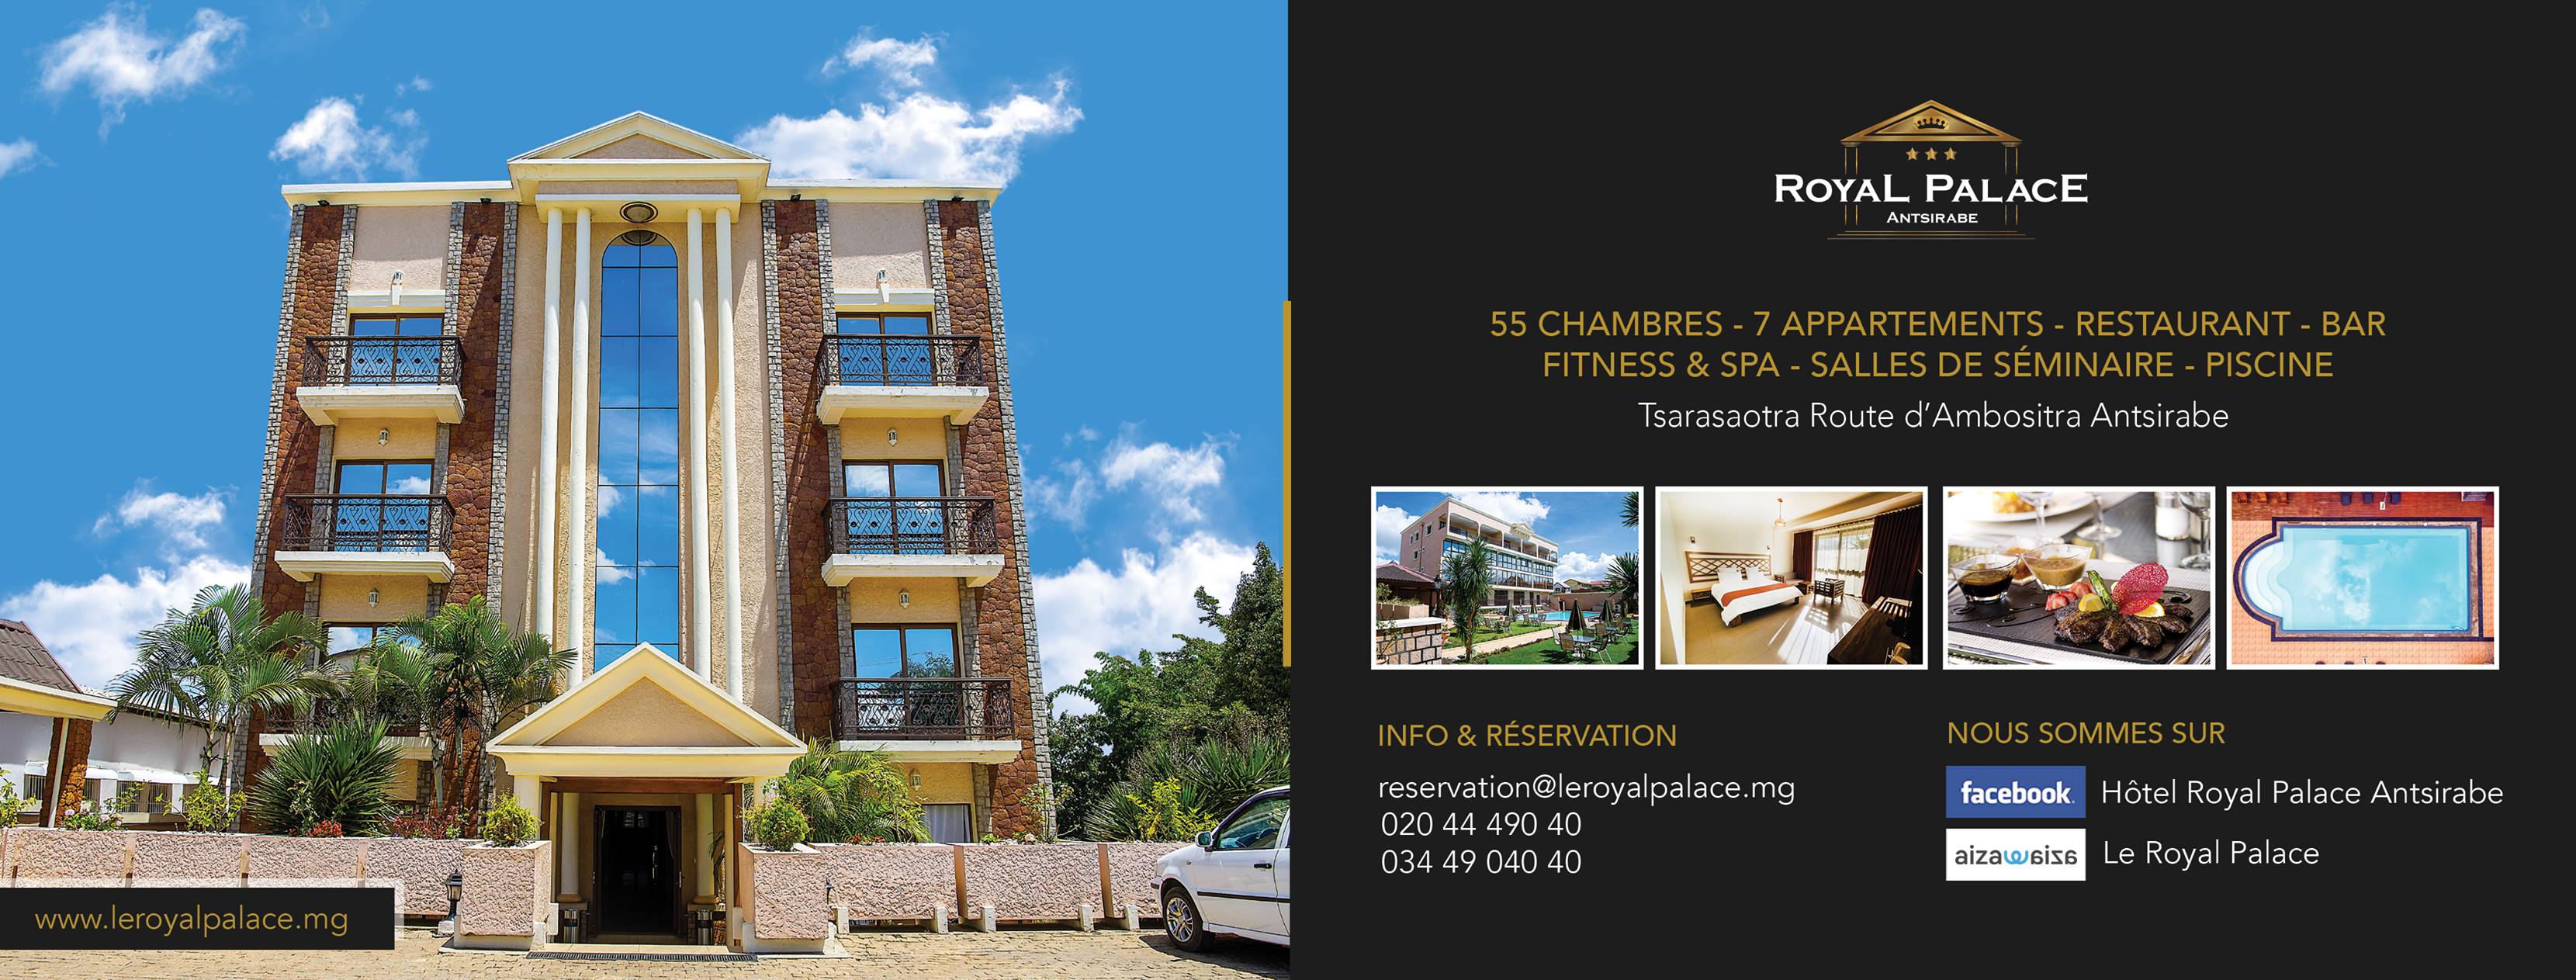 www.leroyalpalace.mg
ROYAL PALACE
ANTSIRABE
55 CHAMBRES - 7 APPARTEMENTS - RESTAURANT - BAR
FITNESS & SPA - SALLES DE SÉMINAIRE - PISCINE
Tsarasaotra Route d’Ambositra Antsirabe
INFO & RÉSERVATION
reservation@leroyalpalace.mg
020 44 490 40
034 49 040 40
NOUS SOMMES SUR
facebook. Hôtel Royal Palace Antsirabe
aizawaiza Le Royal Palace